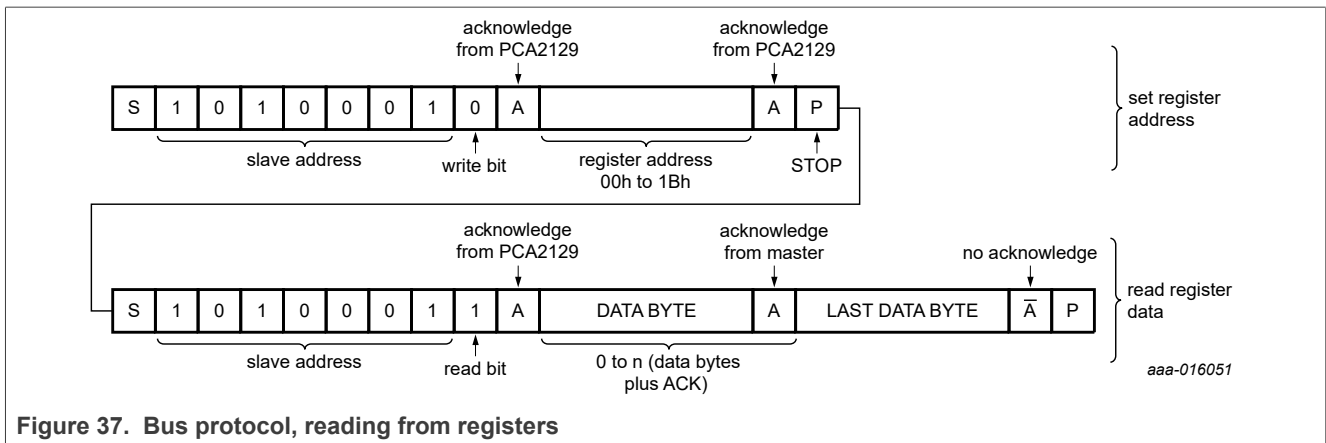 acknowledge
from PCA2129
acknowledge
from PCA2129
S 1 0 1 0 0 0 1 0 A A P
set register
address
slave address
write bit
register address
00h to 1Bh
STOP
acknowledge
from PCA2129
acknowledge
from master
no acknowledge
S 1 0 1 0 0 0 1 1 A DATA BYTE A LAST DATA BYTE A̅ P
read register
data
slave address
read bit
0 to n (data bytes
plus ACK)
aaa-016051
Figure 37. Bus protocol, reading from registers